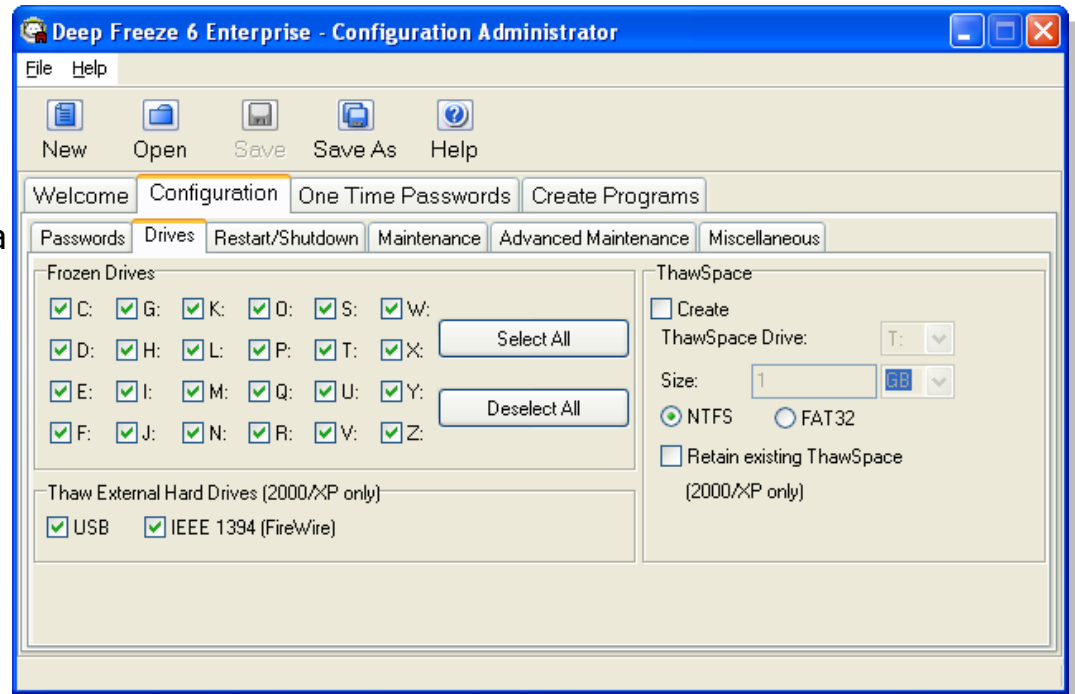 Deep Freeze 6 Enterprise - Configuration Administrator
File Help
New Open Save Save As Help
Welcome Configuration One Time Passwords Create Programs
a
Passwords Drives Restart/Shutdown Maintenance Advanced Maintenance Miscellaneous
Frozen Drives
C: G: K: O: S: W:
D: H: L: P: T: X:
E: I: M: Q: U: Y:
F: J: N: R: V: Z:
Select All
Deselect All
Thaw External Hard Drives (2000/XP only)
USB IEEE 1394 (FireWire)
ThawSpace
Create
ThawSpace Drive: T:
Size: 1 GB
NTFS FAT32
Retain existing ThawSpace
(2000/XP only)